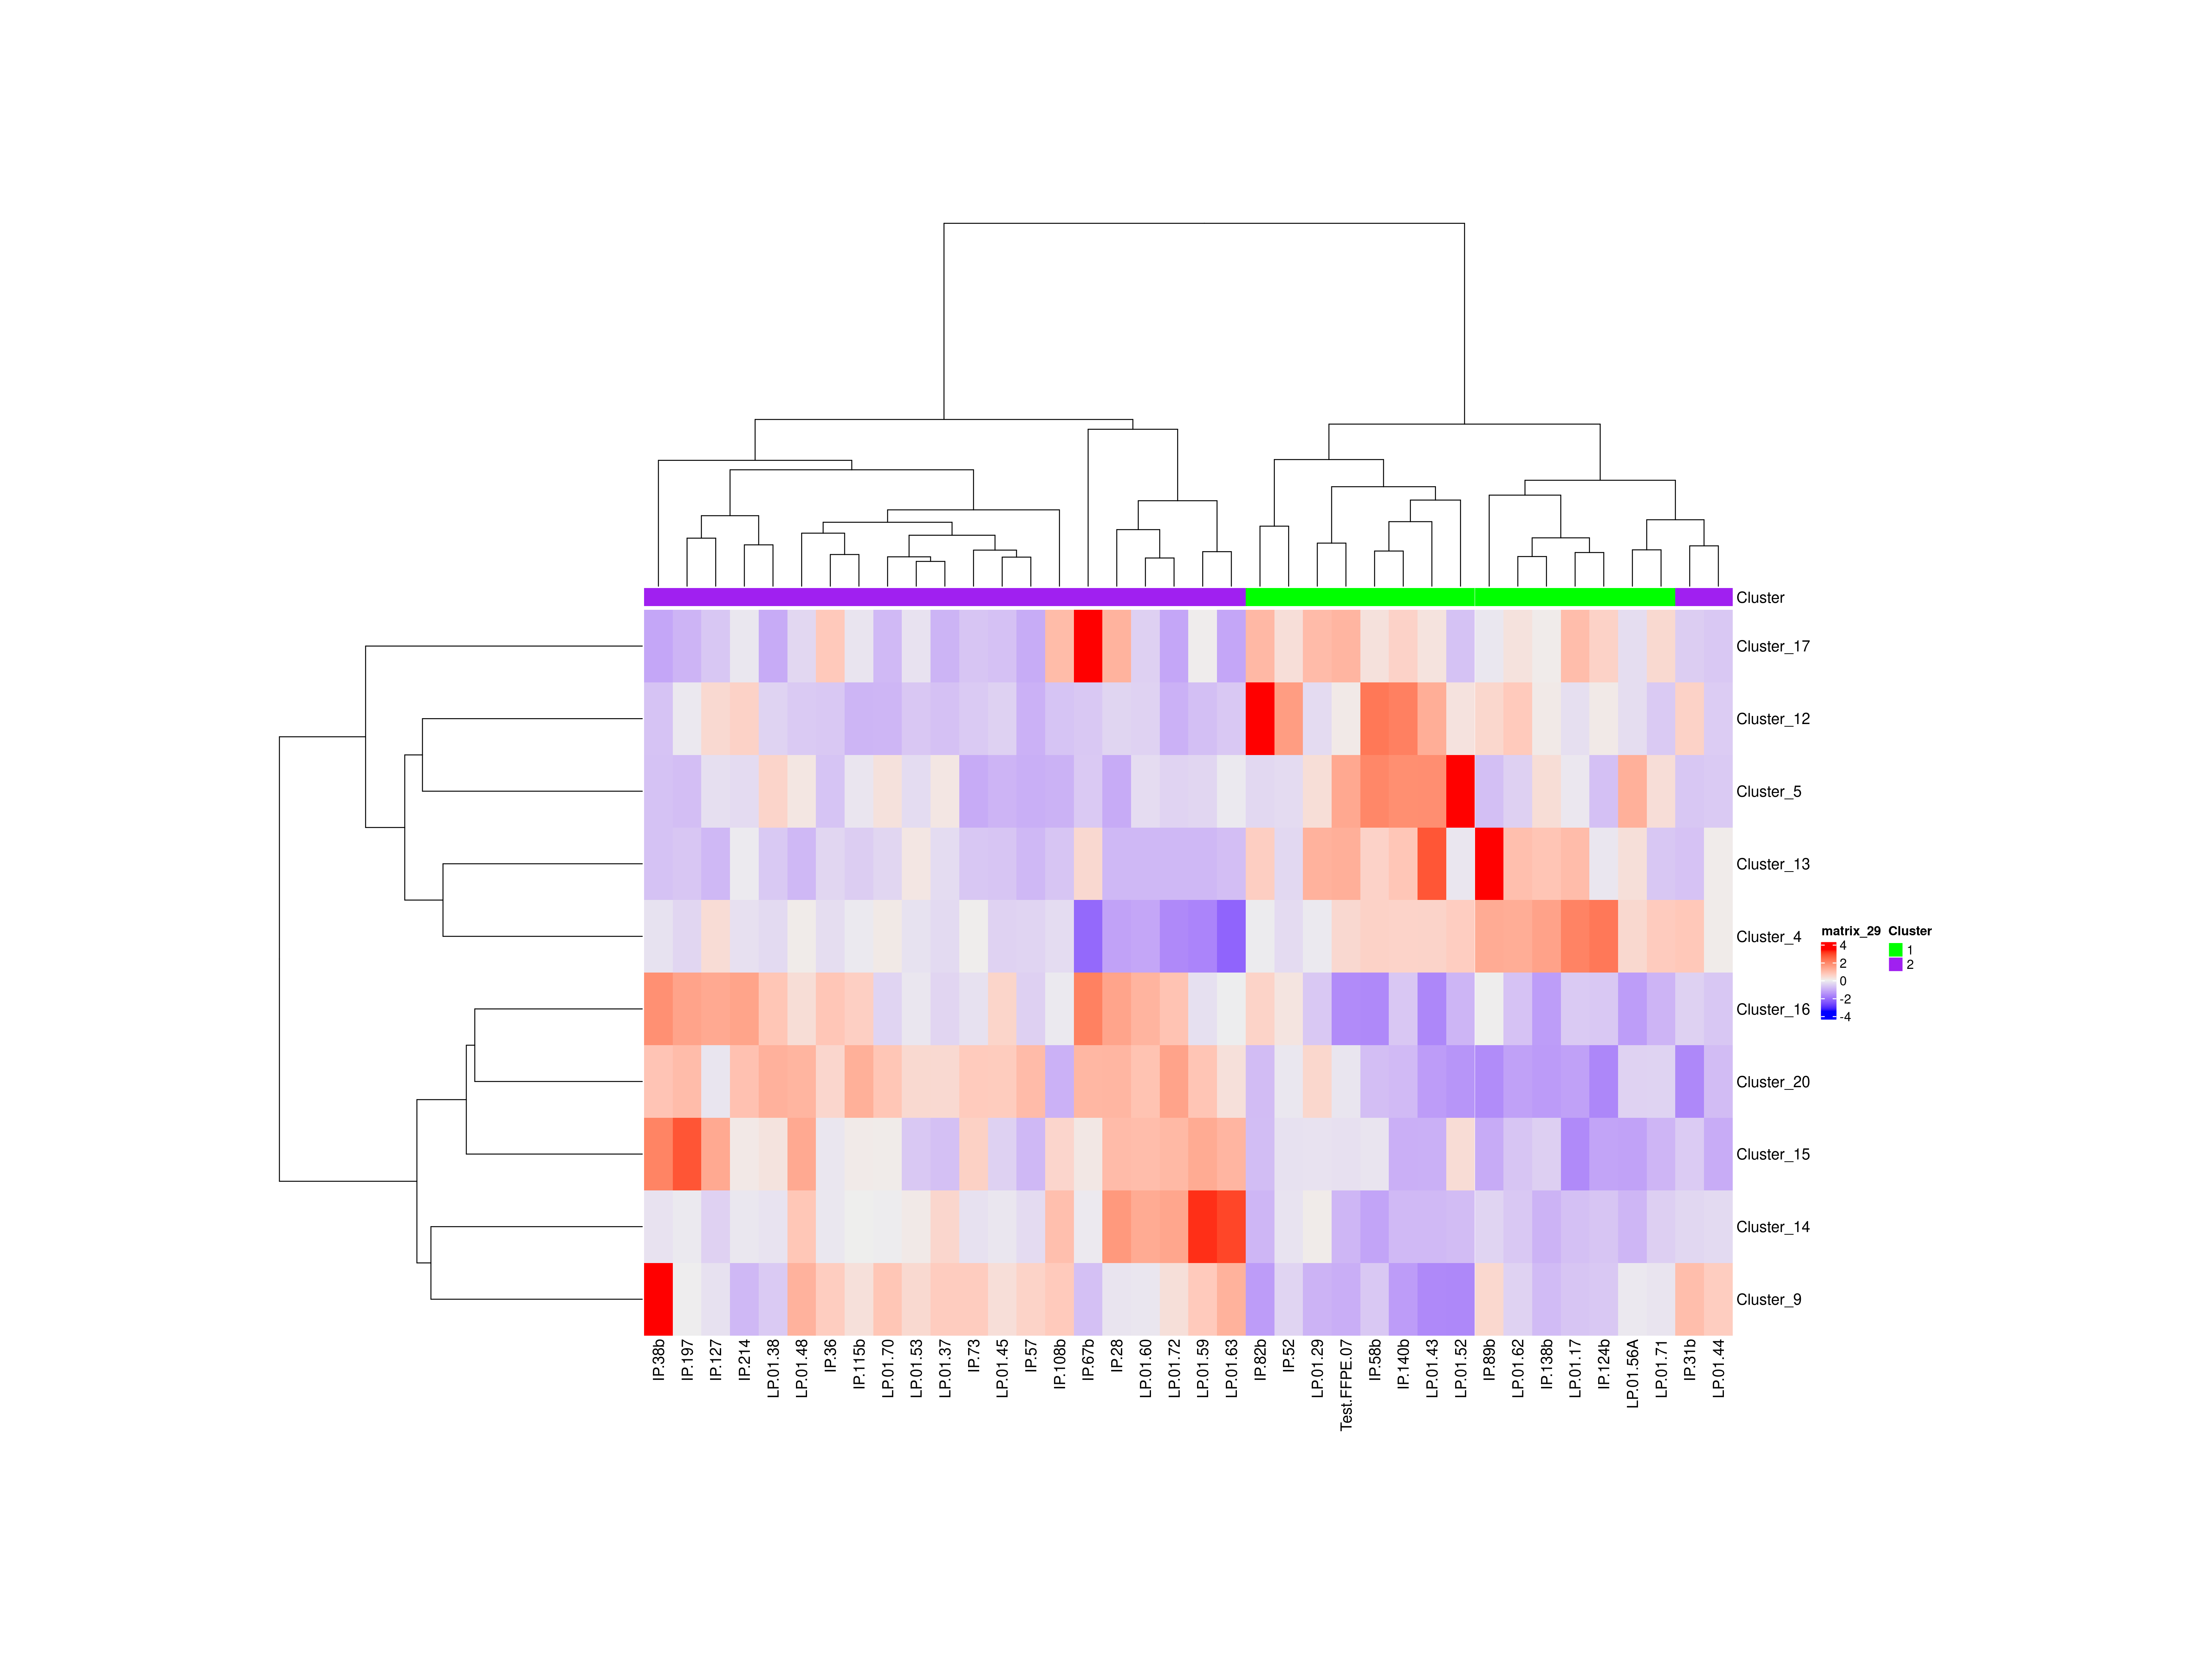 Cluster
Cluster_17
Cluster_12
Cluster_5
Cluster_13
Cluster_4
Cluster_16
Cluster_20
Cluster_15
Cluster_14
Cluster_9
matrix_29
4
2
0
-2
-4
Cluster
1
2
IP.38b
IP.197
IP.127
IP.214
LP.01.38
LP.01.48
IP.36
IP.115b
LP.01.70
LP.01.53
LP.01.37
IP.73
LP.01.45
IP.57
IP.108b
IP.67b
IP.28
LP.01.60
LP.01.72
LP.01.59
LP.01.63
IP.82b
IP.52
LP.01.29
Test.FFPE.07
IP.58b
IP.140b
LP.01.43
LP.01.52
IP.89b
LP.01.62
IP.138b
LP.01.17
IP.124b
LP.01.56A
LP.01.71
IP.31b
LP.01.44